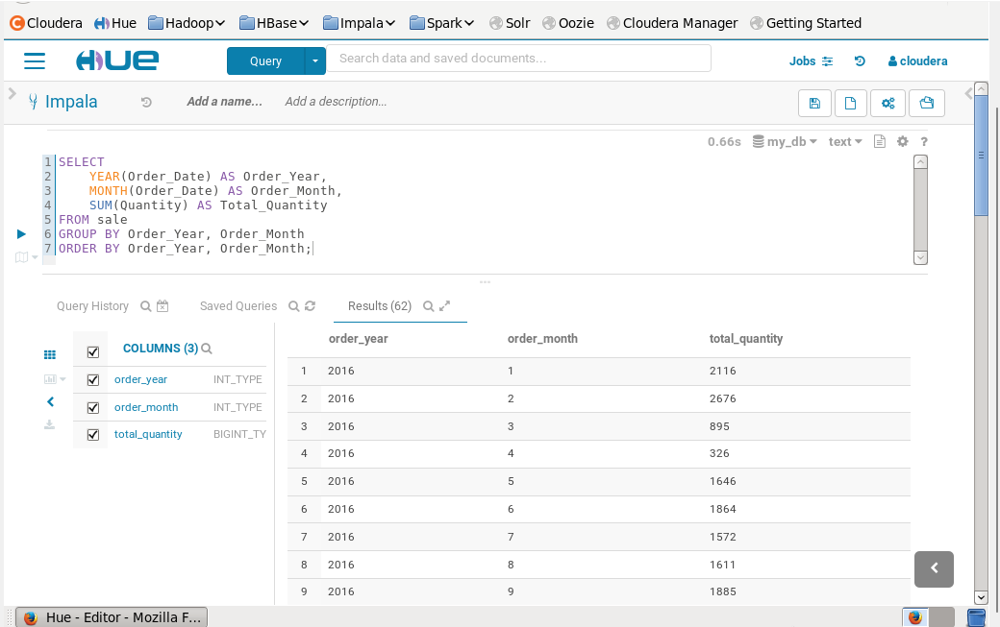 Cloudera Hue Hadoop HBase Impala Spark Solr Oozie Cloudera Manager Getting Started
HUE Query Search data and saved documents... Jobs cloudera
Impala Add a name... Add a description...
0.66s my_db text ?
1 SELECT
2 YEAR(Order_Date) AS Order_Year,
3 MONTH(Order_Date) AS Order_Month,
4 SUM(Quantity) AS Total_Quantity
5 FROM sale
6 GROUP BY Order_Year, Order_Month
7 ORDER BY Order_Year, Order_Month;
Query History Saved Queries Results (62)
COLUMNS (3)
order_year INT_TYPE
order_month INT_TYPE
total_quantity BIGINT_TY
order_year order_month total_quantity
1 2016 1 2116
2 2016 2 2676
3 2016 3 895
4 2016 4 326
5 2016 5 1646
6 2016 6 1864
7 2016 7 1572
8 2016 8 1611
9 2016 9 1885
Hue - Editor - Mozilla F...